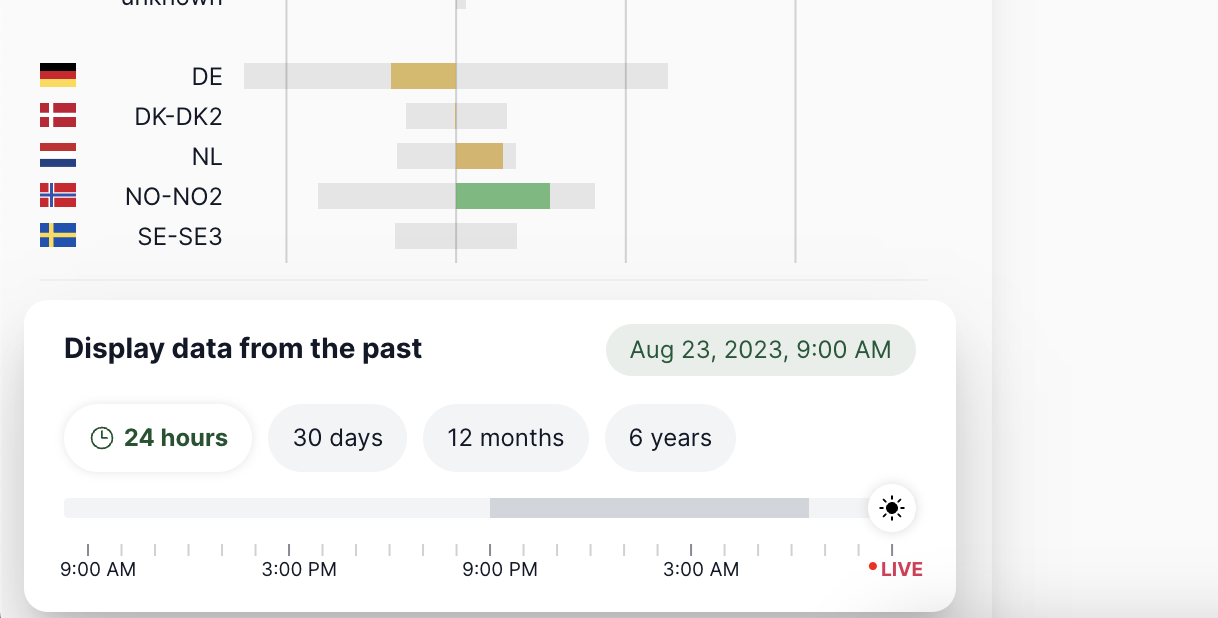 unknown
DE
DK-DK2
NL
NO-NO2
SE-SE3
Display data from the past
Aug 23, 2023, 9:00 AM
24 hours
30 days
12 months
6 years
9:00 AM
3:00 PM
9:00 PM
3:00 AM
LIVE